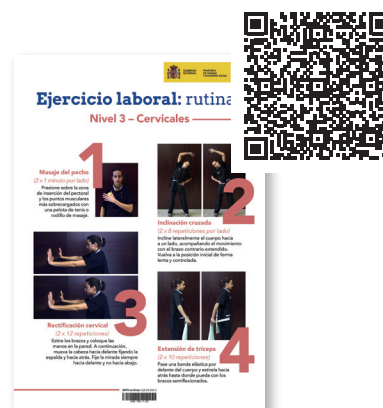 GOBIERNO
DE ESPAÑA
MINISTERIO
DE TRABAJO
Y ECONOMÍA SOCIAL
Ejercicio laboral: rutina
Nivel 3 – Cervicales
1
Masaje del pecho
(2 x 1 minuto por lado)
Presione sobre la zona
de inserción del pectoral
y los puntos musculares
más sobrecargados con
una pelota de tenis o
rodillo de masaje.
2
Inclinación cruzada
(2 x 8 repeticiones por lado)
Incline lateralmente el cuerpo hacia
a un lado, acompañando el movimiento
con el brazo contrario extendido.
Vuelva a la posición inicial de forma
lenta y controlada.
3
Rectificación cervical
(2 x 12 repeticiones)
Estire los brazos y coloque las
manos en la pared. A continuación,
mueva la cabeza hacia delante fijando la
espalda y hacia atrás. Fije la mirada siempre
hacia delante y no hacia abajo.
4
Extensión de tríceps
(2 x 10 repeticiones)
Pase una banda elástica por
delante del cuerpo y estírela hacia
atrás hasta donde pueda con los
brazos semiflexionados.